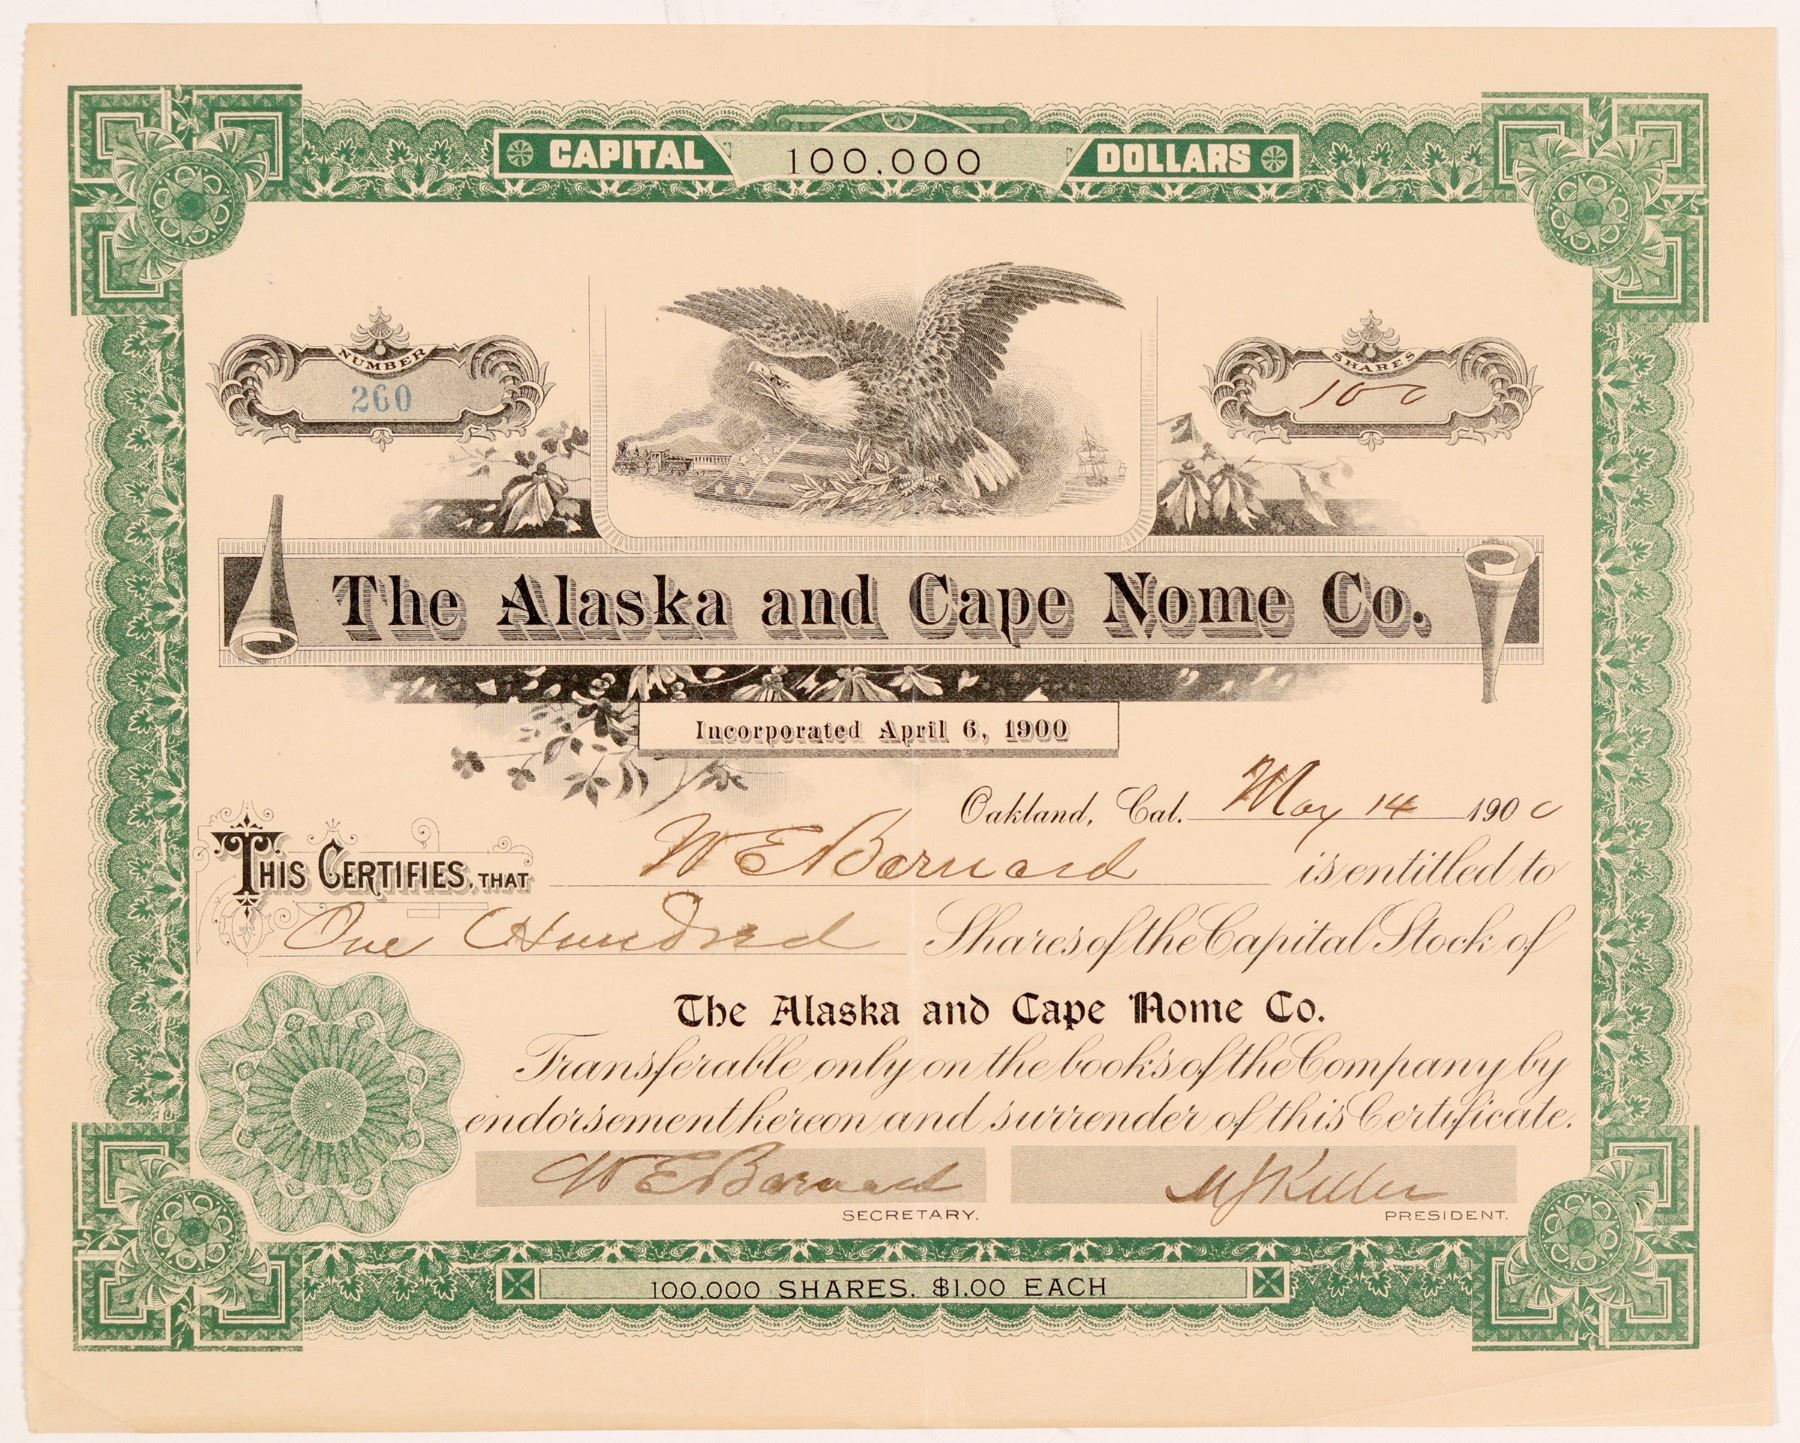 CAPITAL 100,000 DOLLARS
NUMBER
260
SHARES
100
The Alaska and Cape Nome Co.
Incorporated April 6, 1900
Oakland, Cal. May 14 1900
THIS CERTIFIES, THAT W E Barnard is entitled to
One Hundred Shares of the Capital Stock of
The Alaska and Cape Nome Co.
Transferable only on the books of the Company by
endorsement hereon and surrender of this Certificate.
W E Barnard M J Keller
SECRETARY. PRESIDENT.
100,000 SHARES. $1.00 EACH